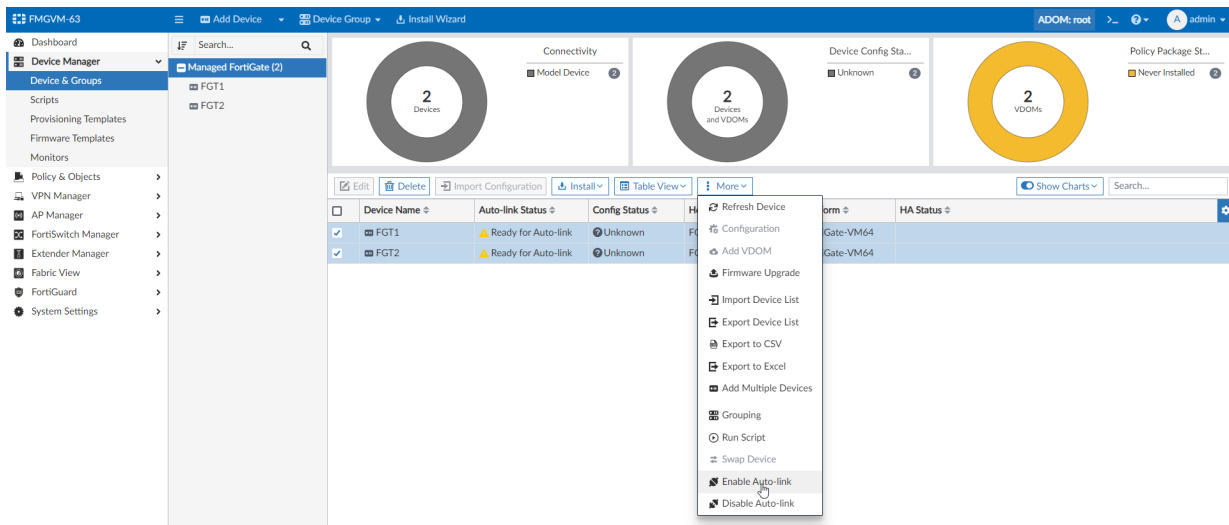 FMGVM-63
Add Device
Device Group
Install Wizard
ADOM: root
>_
?
A
admin
Dashboard
Device Manager
Device & Groups
Scripts
Provisioning Templates
Firmware Templates
Monitors
Policy & Objects
VPN Manager
AP Manager
FortiSwitch Manager
Extender Manager
Fabric View
FortiGuard
System Settings
Search...
Managed FortiGate (2)
FGT1
FGT2
Connectivity
Model Device 2
2
Devices
Device Config Sta...
Unknown 2
2
Devices
and VDOMs
Policy Package St...
Never Installed 2
2
VDOMs
Edit
Delete
Import Configuration
Install
Table View
More
Show Charts
Search...
Device Name
Auto-link Status
Config Status
HA Status
FGT1 Ready for Auto-link Unknown Gate-VM64
FGT2 Ready for Auto-link Unknown Gate-VM64
Refresh Device
Configuration
Add VDOM
Firmware Upgrade
Import Device List
Export Device List
Export to CSV
Export to Excel
Add Multiple Devices
Grouping
Run Script
Swap Device
Enable Auto-link
Disable Auto-link